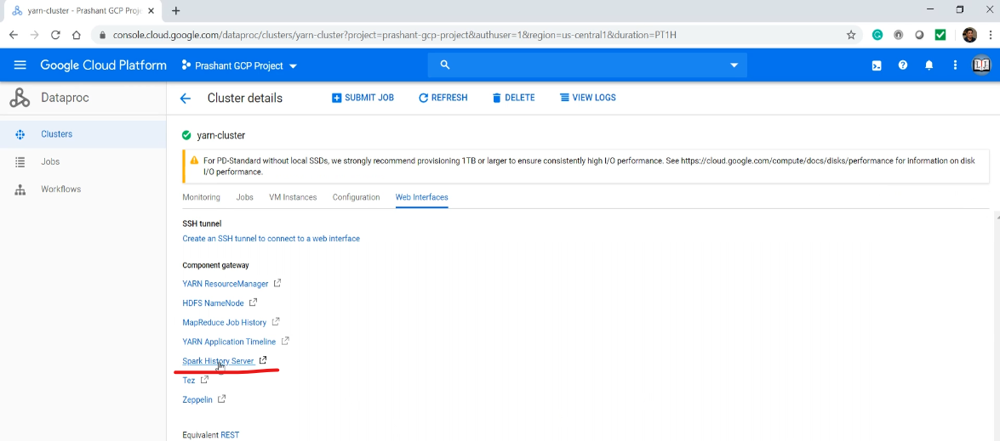 yarn-cluster - Prashant GCP Proje
console.cloud.google.com/dataproc/clusters/yarn-cluster?project=prashant-gcp-project&authuser=1&region=us-central1&duration=PT1H
Google Cloud Platform Prashant GCP Project
Dataproc Cluster details SUBMIT JOB REFRESH DELETE VIEW LOGS
Clusters
Jobs
Workflows
yarn-cluster
For PD-Standard without local SSDs, we strongly recommend provisioning 1TB or larger to ensure consistently high I/O performance. See https://cloud.google.com/compute/docs/disks/performance for information on disk
I/O performance.
Monitoring Jobs VM Instances Configuration Web Interfaces
SSH tunnel
Create an SSH tunnel to connect to a web interface
Component gateway
YARN ResourceManager
HDFS NameNode
MapReduce Job History
YARN Application Timeline
Spark History Server
Tez
Zeppelin
Equivalent REST